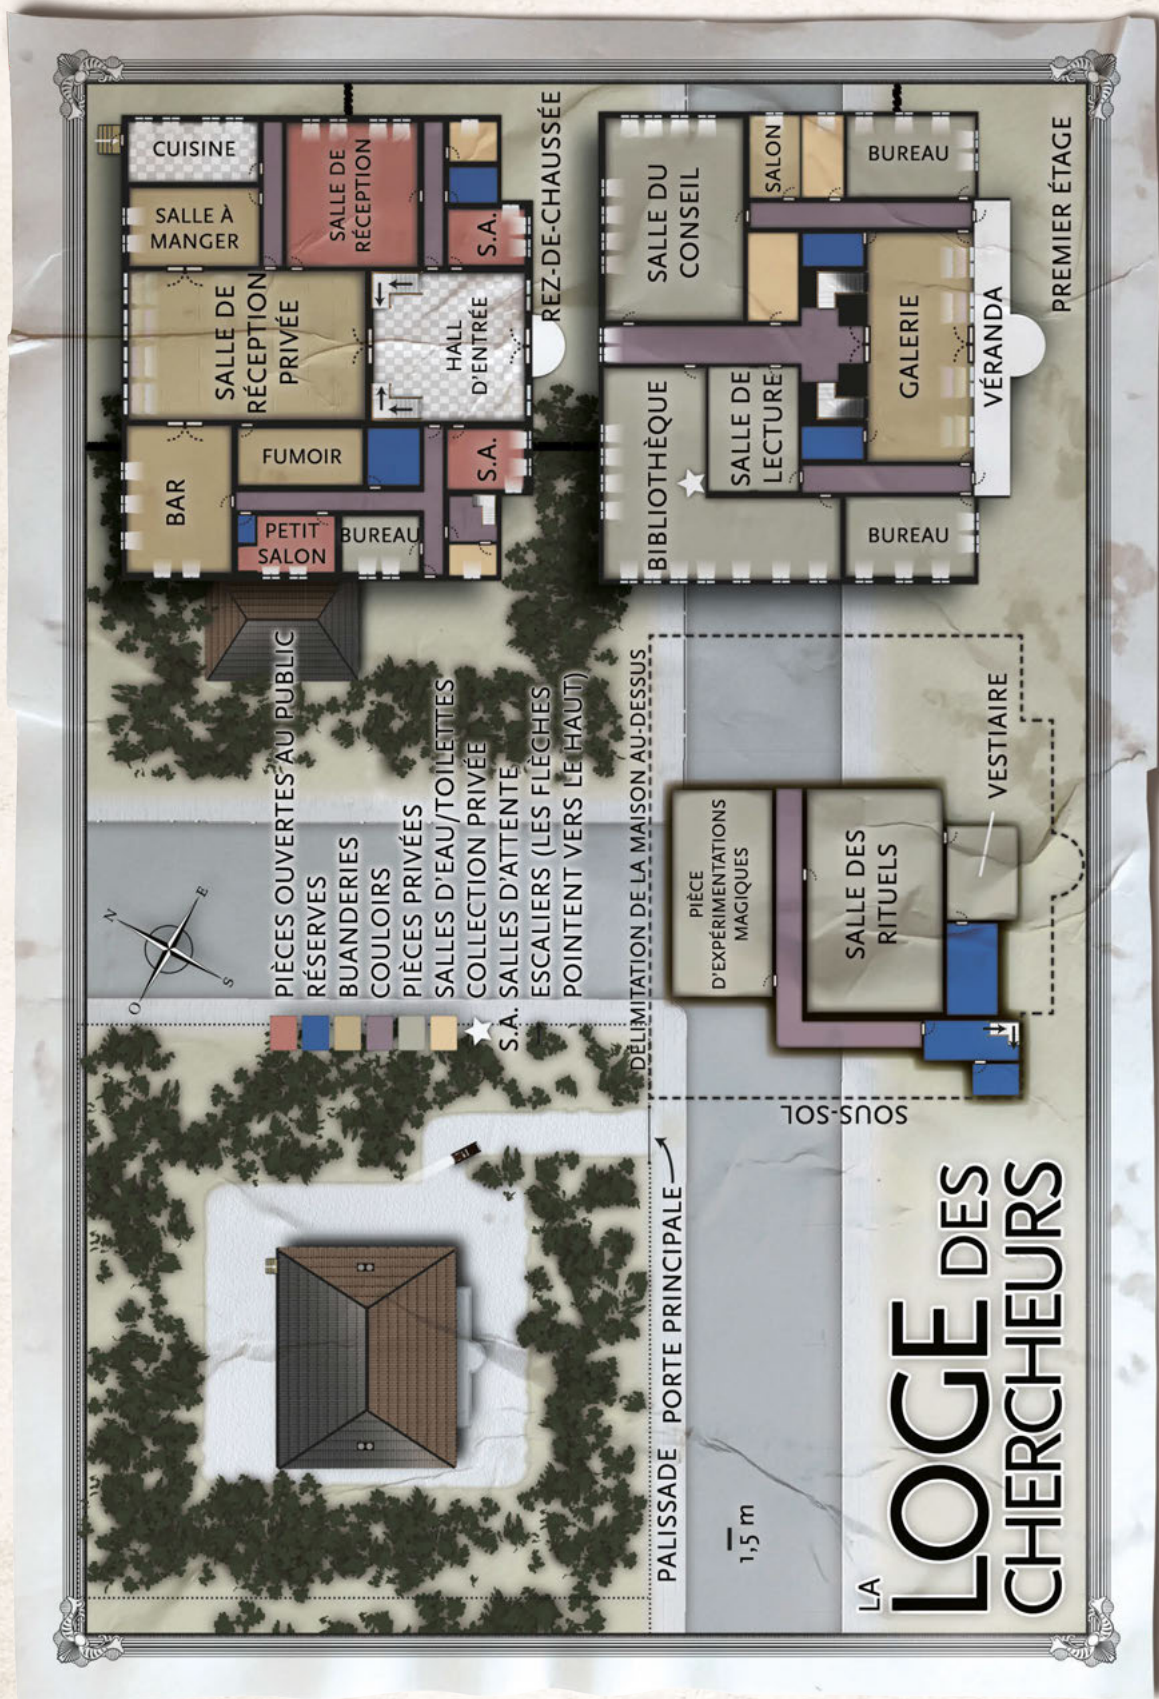 LA
LOGE DES
CHERCHEURS
1,5 m
PALISSADE
PORTE PRINCIPALE
N
E
S
O
PIÈCES OUVERTES AU PUBLIC
RÉSERVES
BUANDERIES
COULOIRS
PIÈCES PRIVÉES
SALLES D'EAU/TOILETTES
COLLECTION PRIVÉE
S.A. SALLES D'ATTENTE
ESCALIERS (LES FLÈCHES
POINTENT VERS LE HAUT)
DÉLIMITATION DE LA MAISON AU-DESSUS
SOUS-SOL
PIÈCE
D'EXPÉRIMENTATIONS
MAGIQUES
SALLE DES
RITUELS
VESTIAIRE
REZ-DE-CHAUSSÉE
BAR
FUMOIR
PETIT
SALON
BUREAU
S.A.
SALLE DE
RÉCEPTION
PRIVÉE
HALL
D'ENTRÉE
SALLE À
MANGER
CUISINE
SALLE DE
RÉCEPTION
S.A.
PREMIER ÉTAGE
BIBLIOTHÈQUE
SALLE DE
LECTURE
BUREAU
SALLE DU
CONSEIL
SALON
BUREAU
GALERIE
VÉRANDA